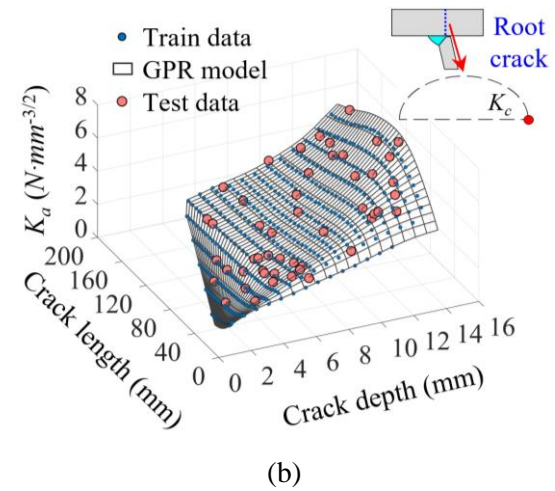 Train data
GPR model
Test data
Root
crack
K_c
K_a (N·mm^{-3/2})
8
6
4
2
0
200
160
120
80
40
0
Crack length (mm)
0 2 4 6 8 10 12 14 16
Crack depth (mm)
(b)